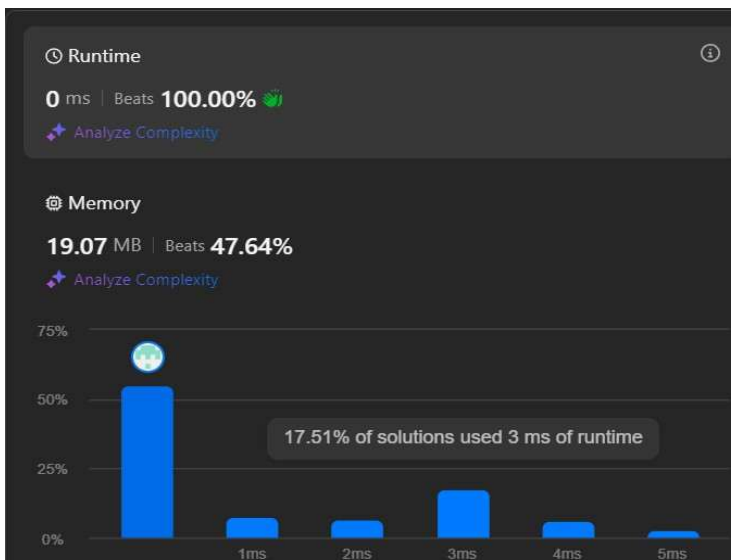 Runtime
0 ms | Beats 100.00%
Analyze Complexity
Memory
19.07 MB | Beats 47.64%
Analyze Complexity
75%
50%
17.51% of solutions used 3 ms of runtime
25%
0%
1ms 2ms 3ms 4ms 5ms